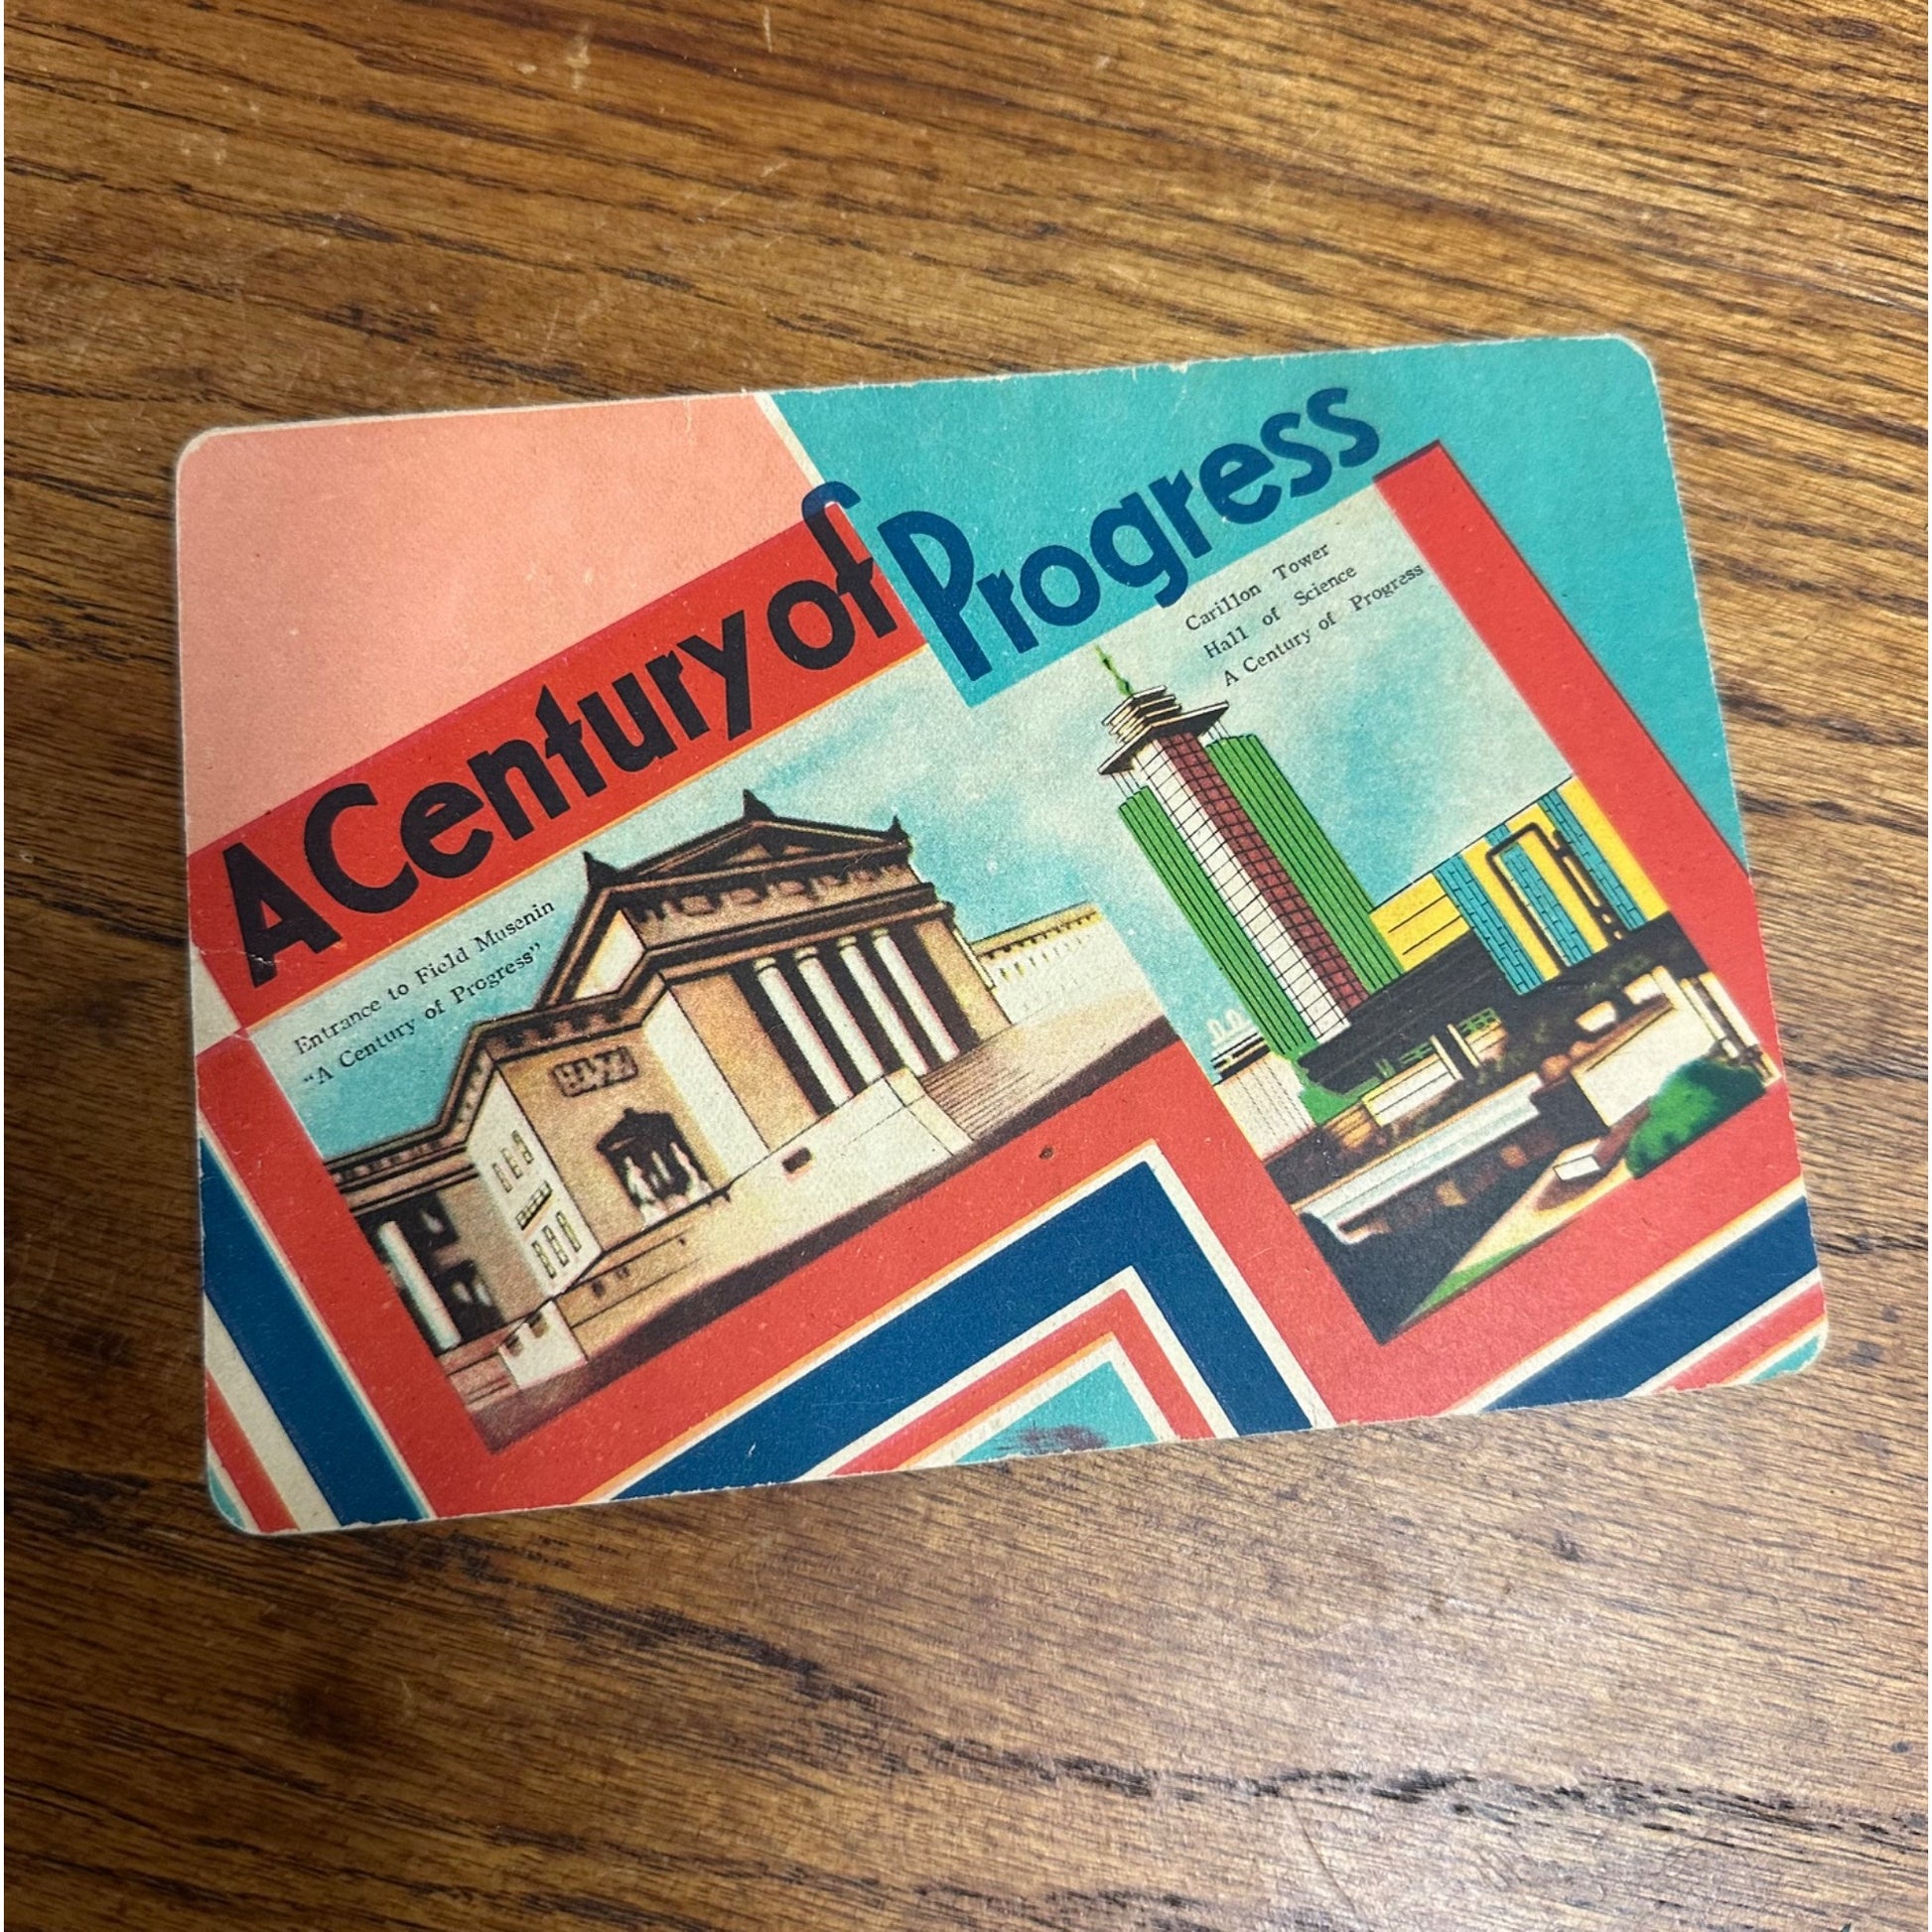 A Century of Progress
Entrance to Field Musenin
"A Century of Progress"
Carillon Tower
Hall of Science
A Century of Progress